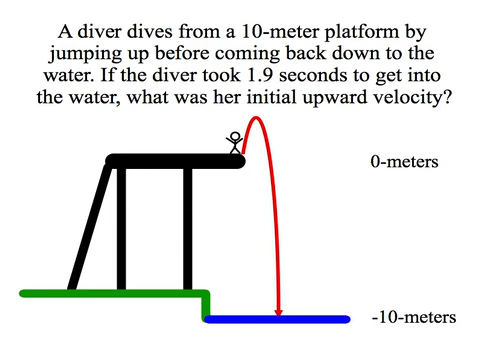 A diver dives from a 10-meter platform by
jumping up before coming back down to the
water. If the diver took 1.9 seconds to get into
the water, what was her initial upward velocity?
0-meters
-10-meters